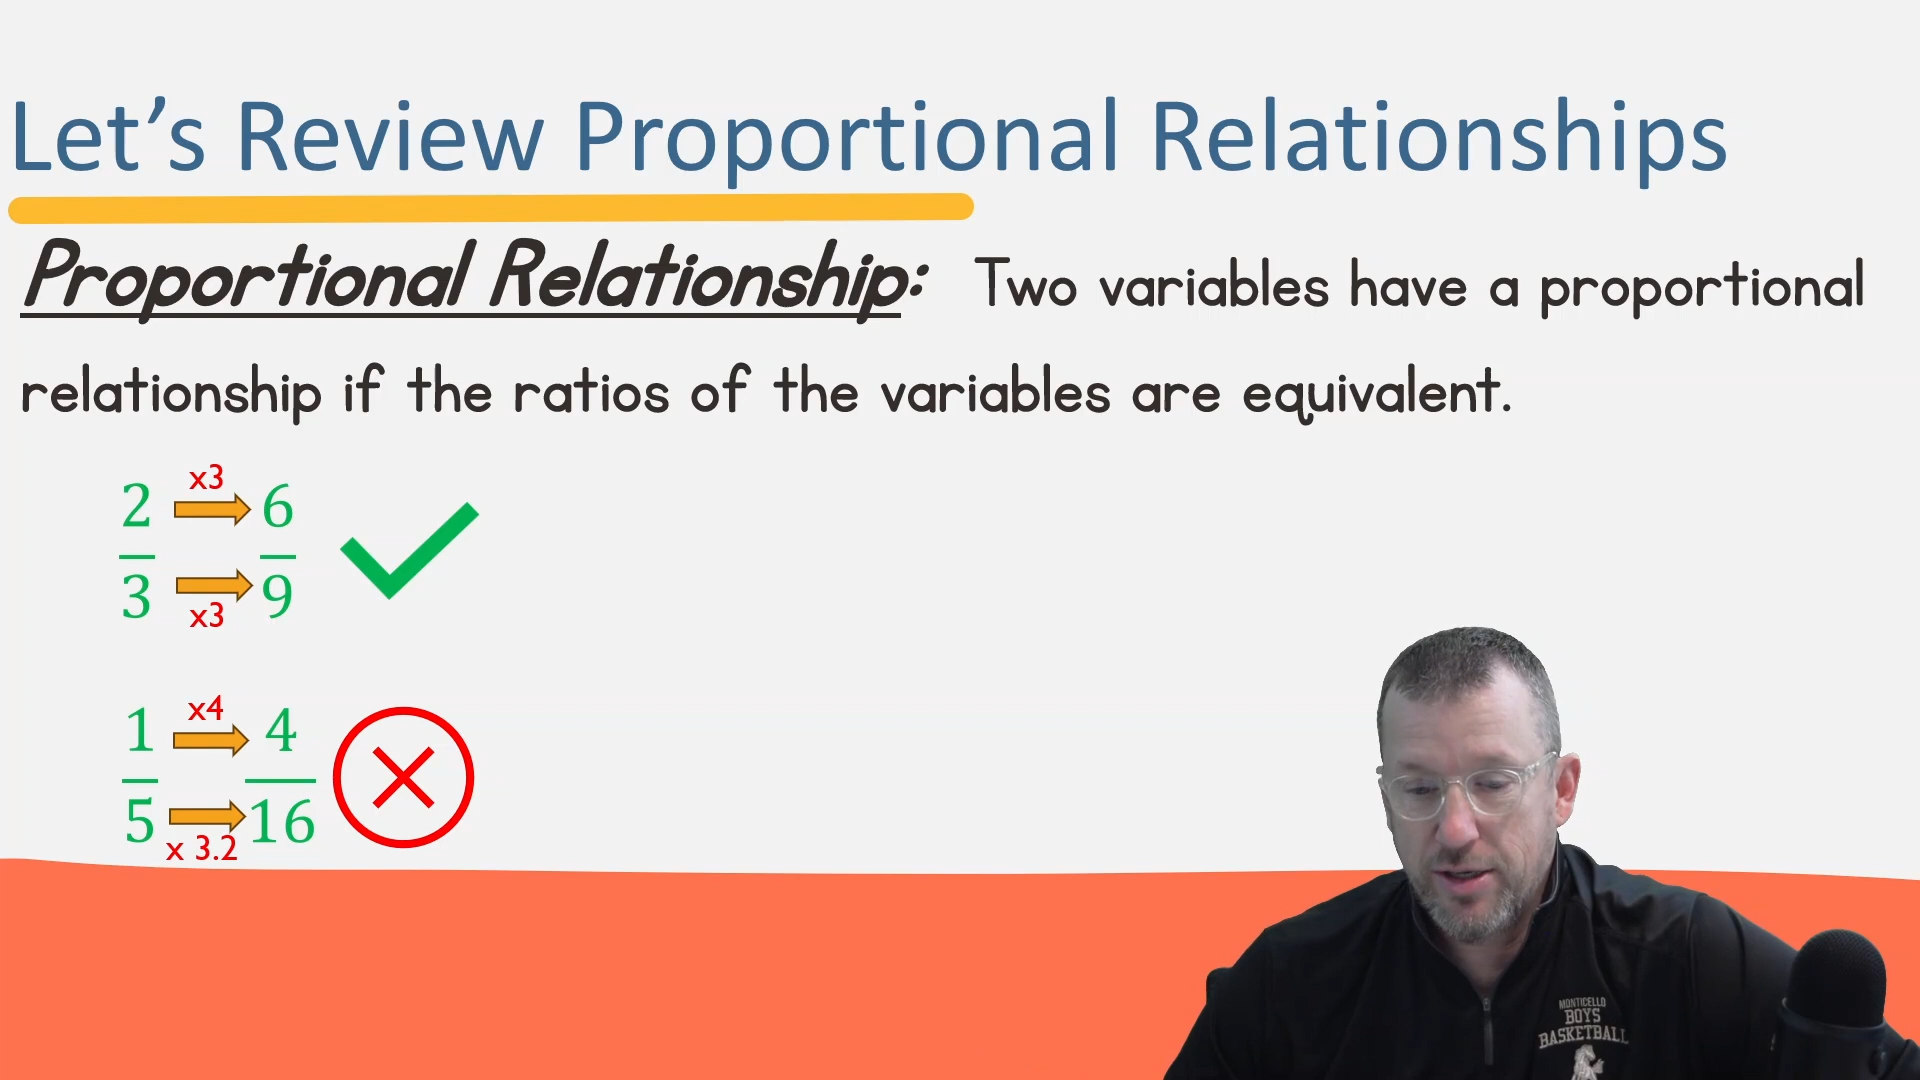 Let's Review Proportional Relationships
Proportional Relationship: Two variables have a proportional
relationship if the ratios of the variables are equivalent.
x3
2 6
3 9
x3
x4
1 4
5 16
x 3.2
MONTICELLO
BOYS
BASKETBALL